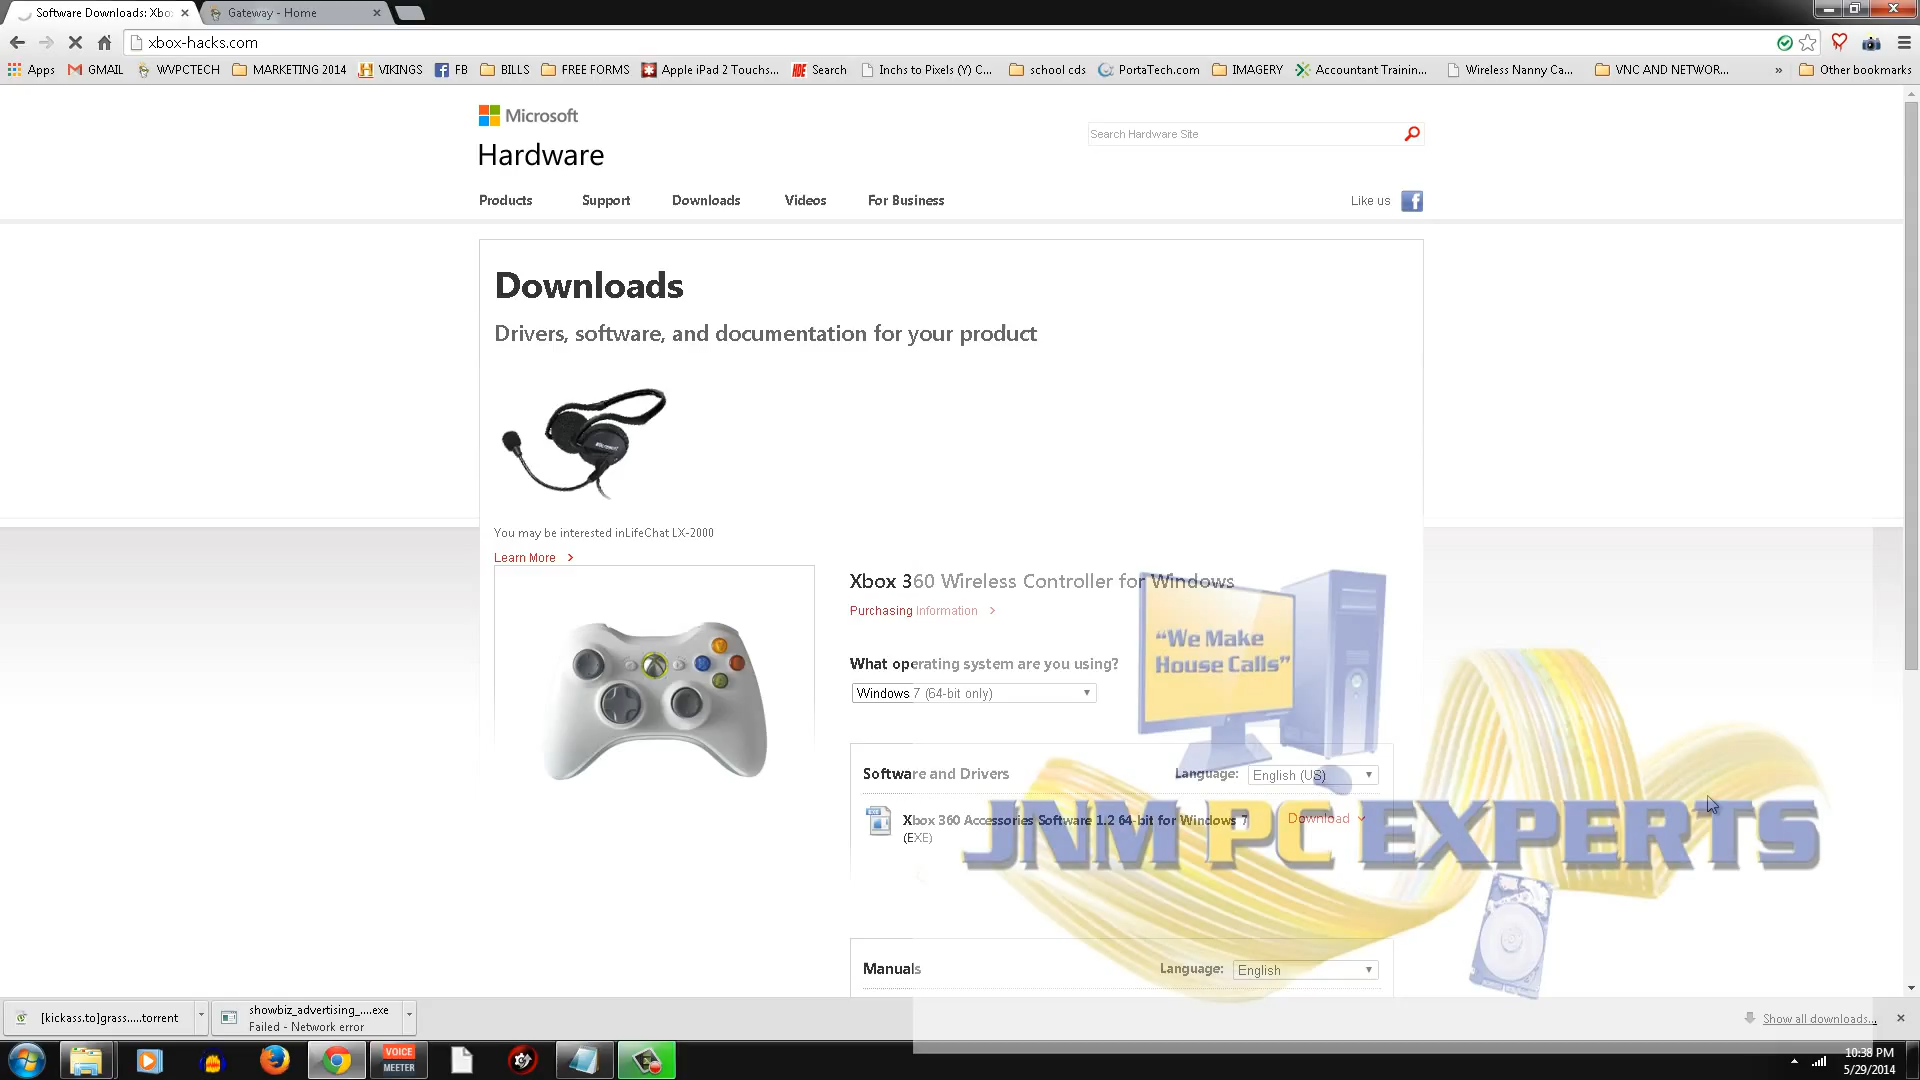 Software Downloads: Xbo
Gateway - Home
xbox-hacks.com
Apps
GMAIL
WVPCTECH
MARKETING 2014
VIKINGS
FB
BILLS
FREE FORMS
Apple iPad 2 Touchs...
HDE Search
Inchs to Pixels (Y) C...
school cds
PortaTech.com
IMAGERY
Accountant Trainin...
Wireless Nanny Ca...
VNC AND NETWOR...
» Other bookmarks
Microsoft
Hardware
Search Hardware Site
Products
Support
Downloads
Videos
For Business
Like us
Downloads
Drivers, software, and documentation for your product
You may be interested inLifeChat LX-2000
Learn More >
Xbox 360 Wireless Controller for Windows
Purchasing Information >
"We Make
House Calls"
What operating system are you using?
Windows 7 (64-bit only)
Software and Drivers
Language: English (US)
Xbox 360 Accessories Software 1.2 64-bit for Windows 7
(EXE)
Download
JNM PC EXPERTS
Manuals
Language: English
[kickass.to]grass.....torrent
showbiz_advertising_....exe
Failed - Network error
Show all downloads...
VOICE
MEETER
10:38 PM
5/29/2014